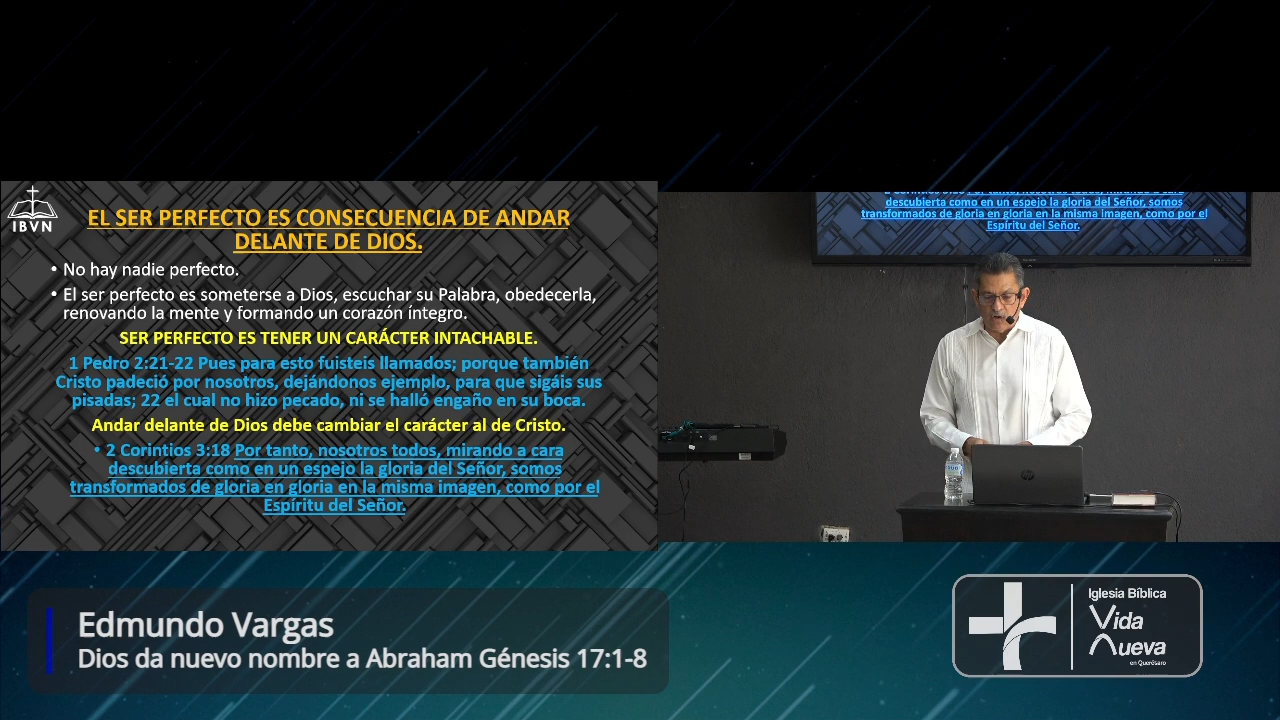 IBVN
EL SER PERFECTO ES CONSECUENCIA DE ANDAR
DELANTE DE DIOS.
• No hay nadie perfecto.
• El ser perfecto es someterse a Dios, escuchar su Palabra, obedecerla,
renovando la mente y formando un corazón íntegro.
SER PERFECTO ES TENER UN CARÁCTER INTACHABLE.
1 Pedro 2:21-22 Pues para esto fuisteis llamados; porque también
Cristo padeció por nosotros, dejándonos ejemplo, para que sigáis sus
pisadas; 22 el cual no hizo pecado, ni se halló engaño en su boca.
Andar delante de Dios debe cambiar el carácter al de Cristo.
• 2 Corintios 3:18 Por tanto, nosotros todos, mirando a cara
descubierta como en un espejo la gloria del Señor, somos
transformados de gloria en gloria en la misma imagen, como por el
Espíritu del Señor.
descubierta como en un espejo la gloria del Señor, somos
transformados de gloria en gloria en la misma imagen, como por el
Espíritu del Señor.
hp
Edmundo Vargas
Dios da nuevo nombre a Abraham Génesis 17:1-8
Iglesia Bíblica
Vida
Nueva
en Querétaro